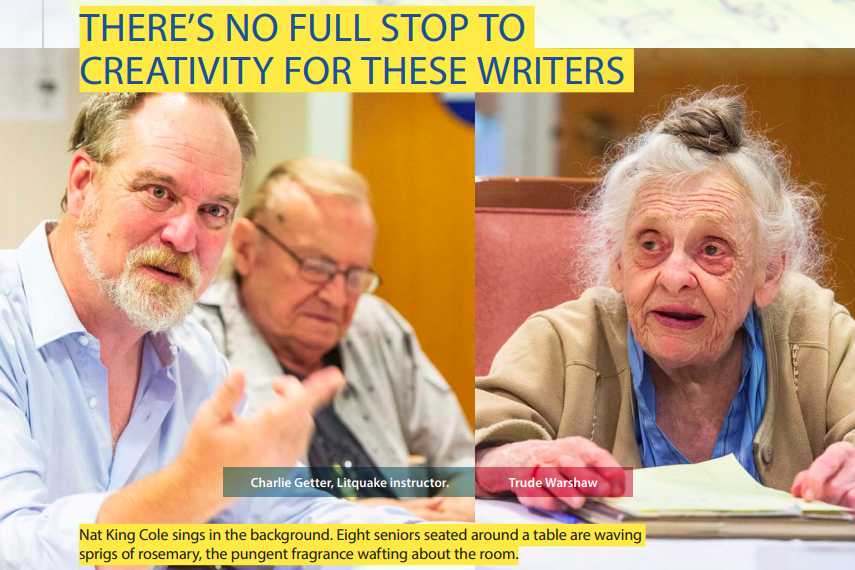 THERE’S NO FULL STOP TO
CREATIVITY FOR THESE WRITERS
Charlie Getter, Litquake instructor.
Trude Warshaw
Nat King Cole sings in the background. Eight seniors seated around a table are waving
sprigs of rosemary, the pungent fragrance wafting about the room.